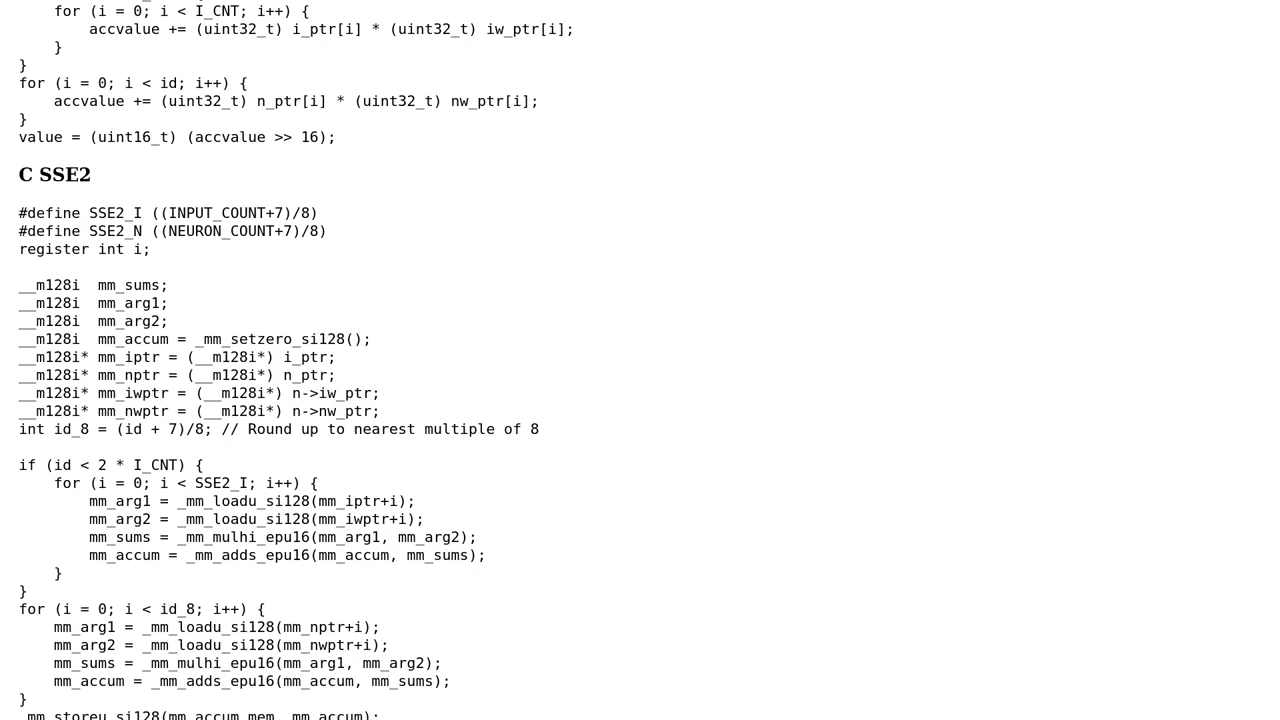 for (i = 0; i < I_CNT; i++) {
        accvalue += (uint32_t) i_ptr[i] * (uint32_t) iw_ptr[i];
    }
}
for (i = 0; i < id; i++) {
    accvalue += (uint32_t) n_ptr[i] * (uint32_t) nw_ptr[i];
}
value = (uint16_t) (accvalue >> 16);
C SSE2
#define SSE2_I ((INPUT_COUNT+7)/8)
#define SSE2_N ((NEURON_COUNT+7)/8)
register int i;
__m128i  mm_sums;
__m128i  mm_arg1;
__m128i  mm_arg2;
__m128i  mm_accum = _mm_setzero_si128();
__m128i* mm_iptr = (__m128i*) i_ptr;
__m128i* mm_nptr = (__m128i*) n_ptr;
__m128i* mm_iwptr = (__m128i*) n->iw_ptr;
__m128i* mm_nwptr = (__m128i*) n->nw_ptr;
int id_8 = (id + 7)/8; // Round up to nearest multiple of 8
if (id < 2 * I_CNT) {
    for (i = 0; i < SSE2_I; i++) {
        mm_arg1 = _mm_loadu_si128(mm_iptr+i);
        mm_arg2 = _mm_loadu_si128(mm_iwptr+i);
        mm_sums = _mm_mulhi_epu16(mm_arg1, mm_arg2);
        mm_accum = _mm_adds_epu16(mm_accum, mm_sums);
    }
}
for (i = 0; i < id_8; i++) {
    mm_arg1 = _mm_loadu_si128(mm_nptr+i);
    mm_arg2 = _mm_loadu_si128(mm_nwptr+i);
    mm_sums = _mm_mulhi_epu16(mm_arg1, mm_arg2);
    mm_accum = _mm_adds_epu16(mm_accum, mm_sums);
}
_mm_storeu_si128(mm_accum_mem, mm_accum);